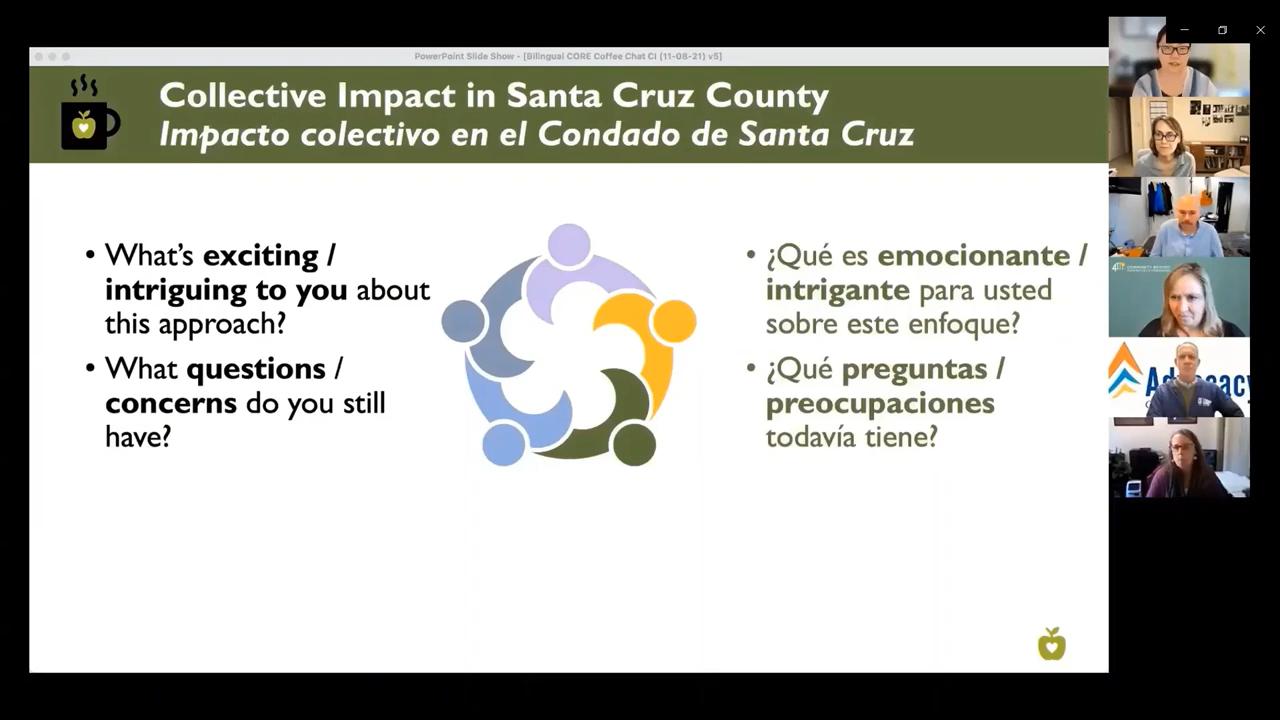 PowerPoint Slide Show - [Bilingual CORE Coffee Chat CI (11-08-21) v5]
Collective Impact in Santa Cruz County
Impacto colectivo en el Condado de Santa Cruz
• What's exciting /
intriguing to you about
this approach?
• What questions /
concerns do you still
have?
• ¿Qué es emocionante /
intrigante para usted
sobre este enfoque?
• ¿Qué preguntas /
preocupaciones
todavía tiene?